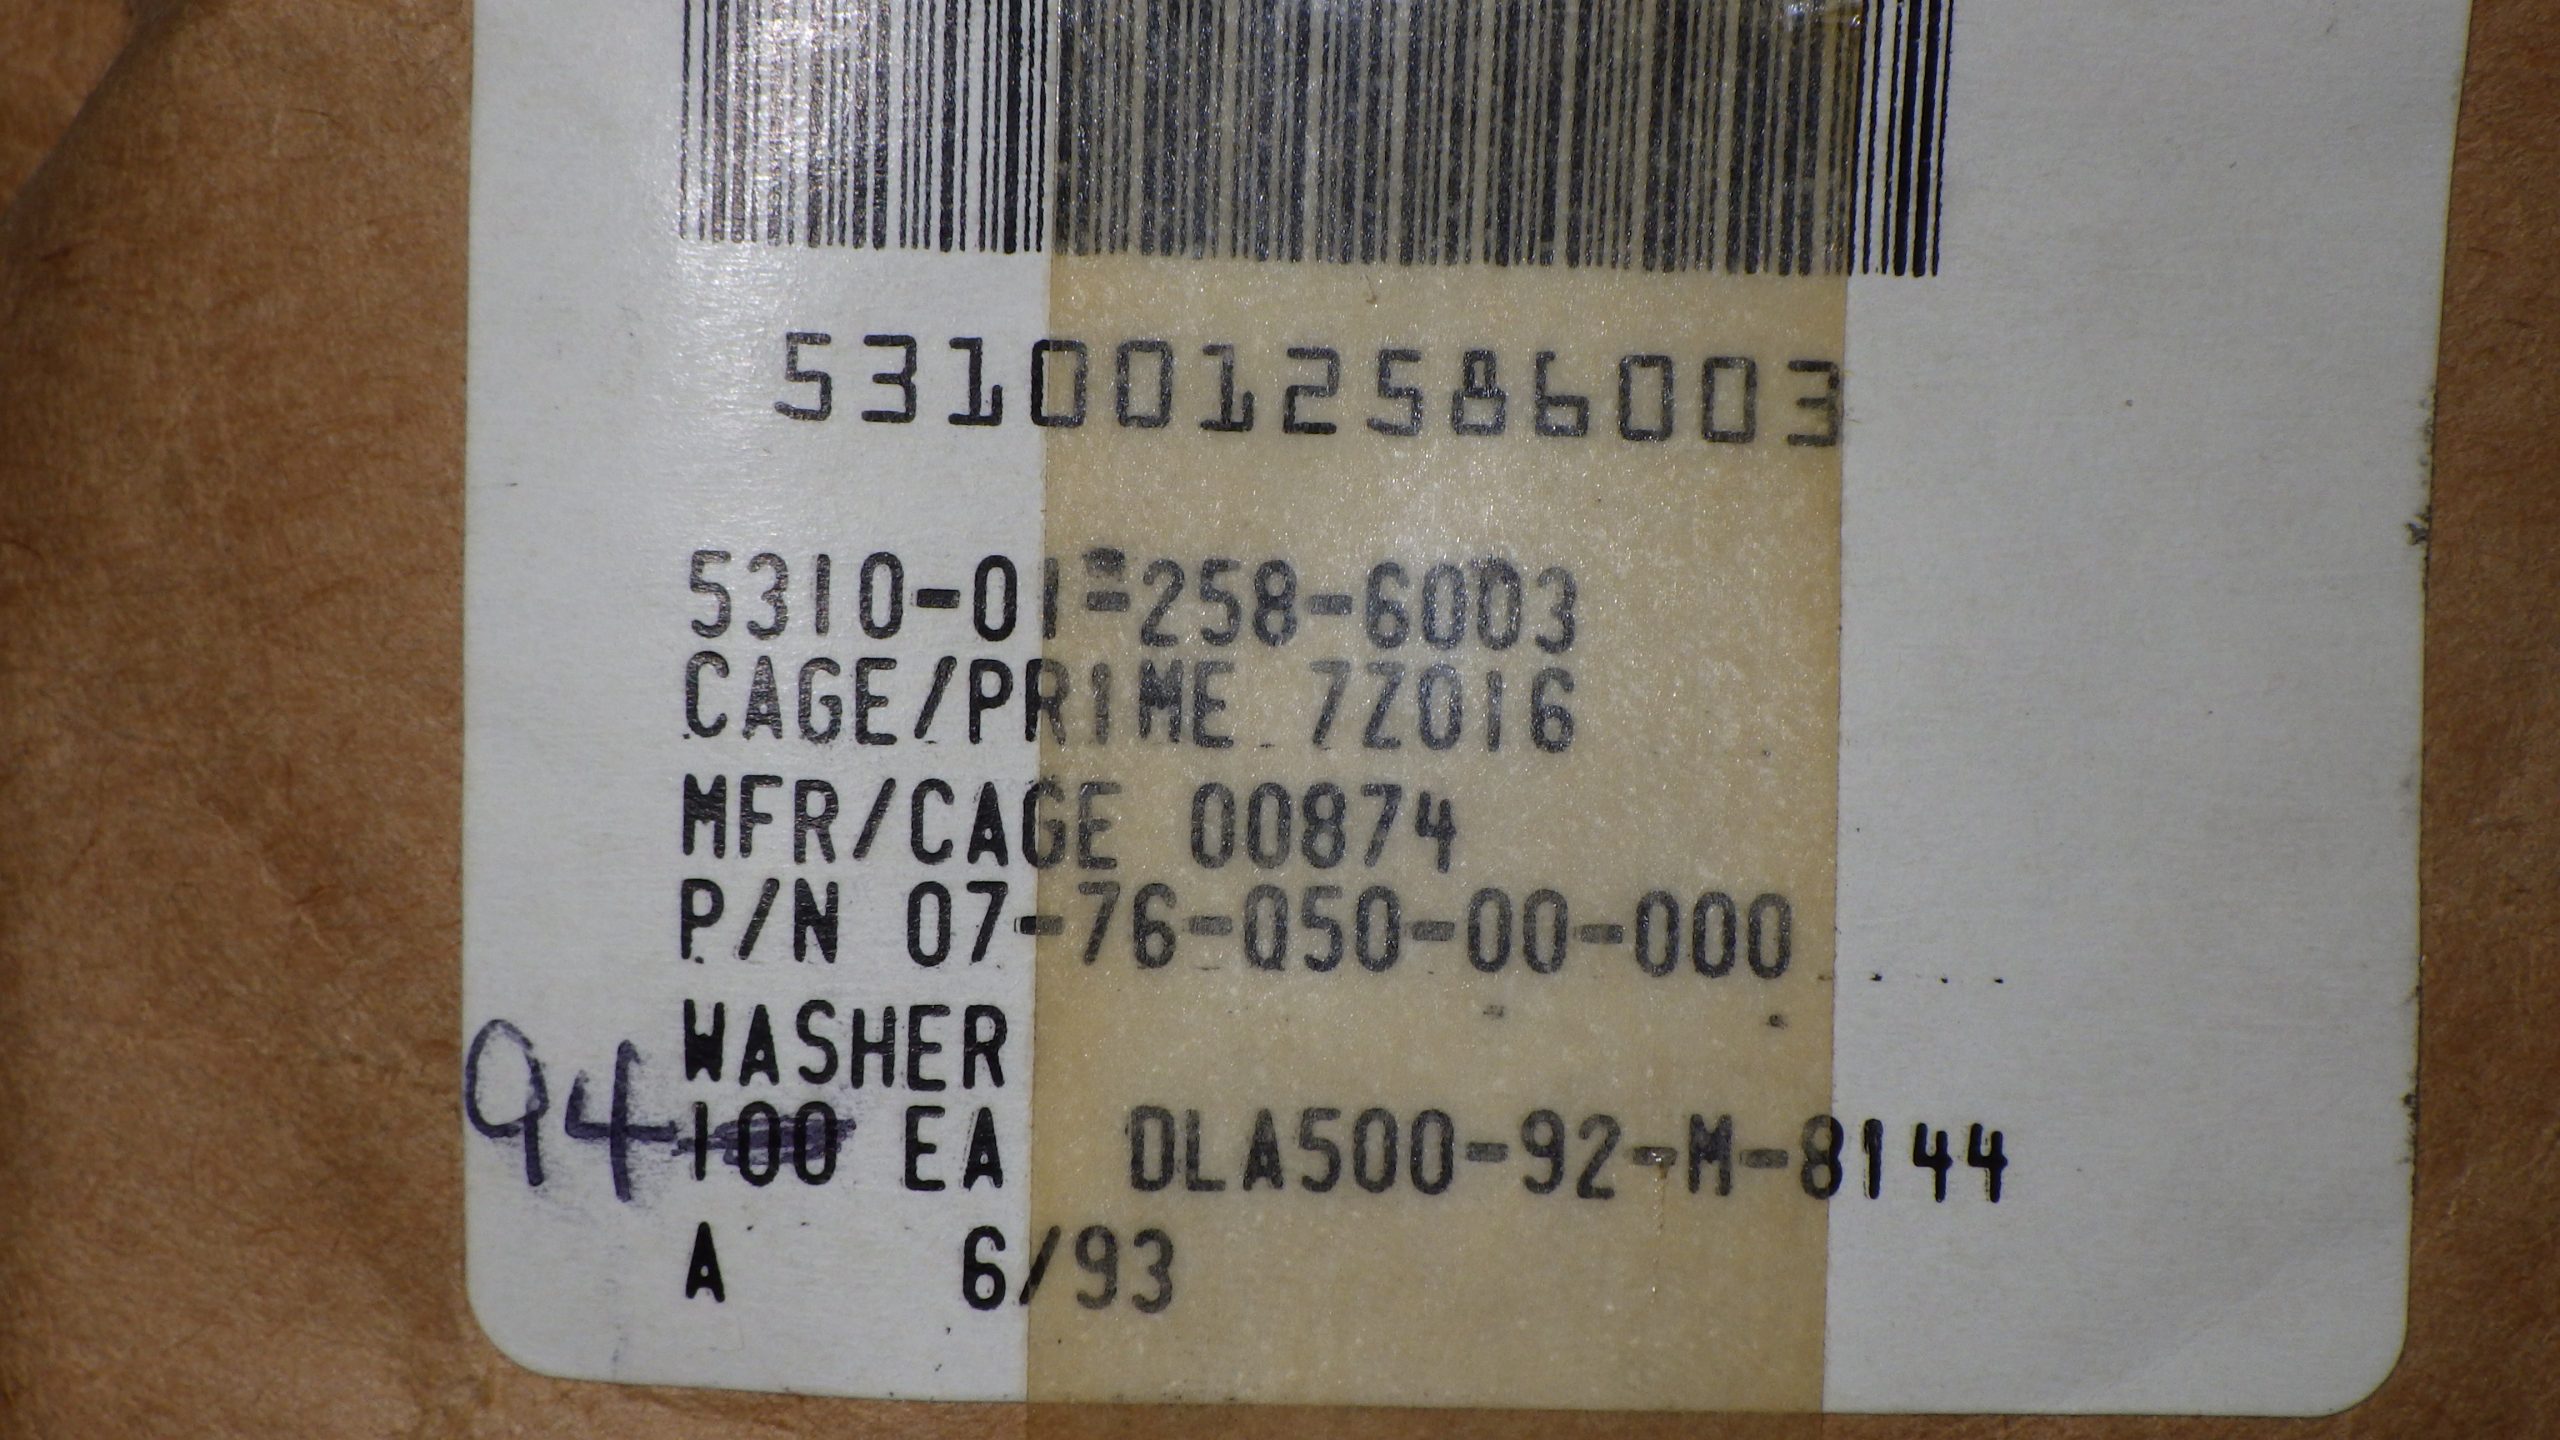 5310012586003
5310-01-258-6003
CAGE/PRIME 7Z016
MFR/CAGE 00874
P/N 07-76-Q50-00-000
WASHER
94 100 EA DLA500-92-M-8144
A 6/93